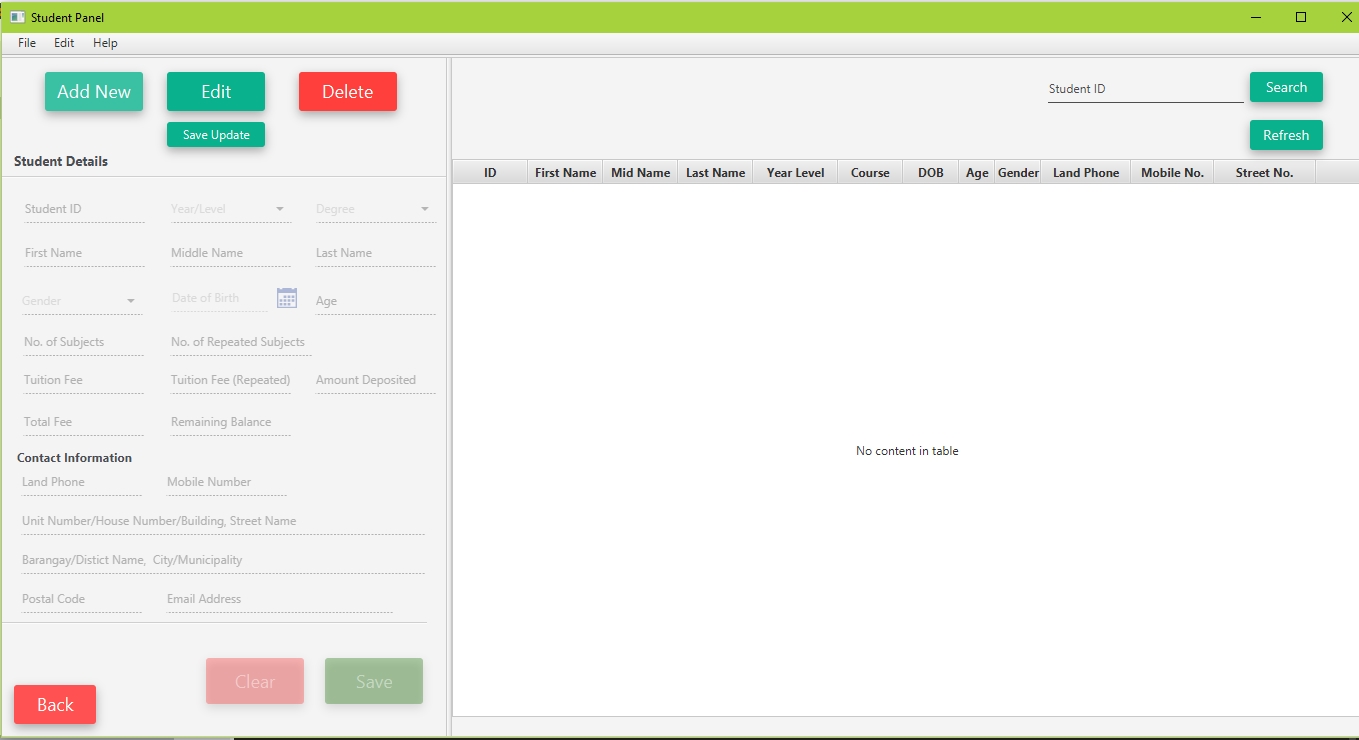 Student Panel
File Edit Help
Add New Edit Delete
Save Update
Student Details
Student ID Year/Level Degree
First Name Middle Name Last Name
Gender Date of Birth Age
No. of Subjects No. of Repeated Subjects
Tuition Fee Tuition Fee (Repeated) Amount Deposited
Total Fee Remaining Balance
Contact Information
Land Phone Mobile Number
Unit Number/House Number/Building, Street Name
Barangay/Distict Name, City/Municipality
Postal Code Email Address
Clear Save
Back
Student ID Search
Refresh
ID First Name Mid Name Last Name Year Level Course DOB Age Gender Land Phone Mobile No. Street No.
No content in table